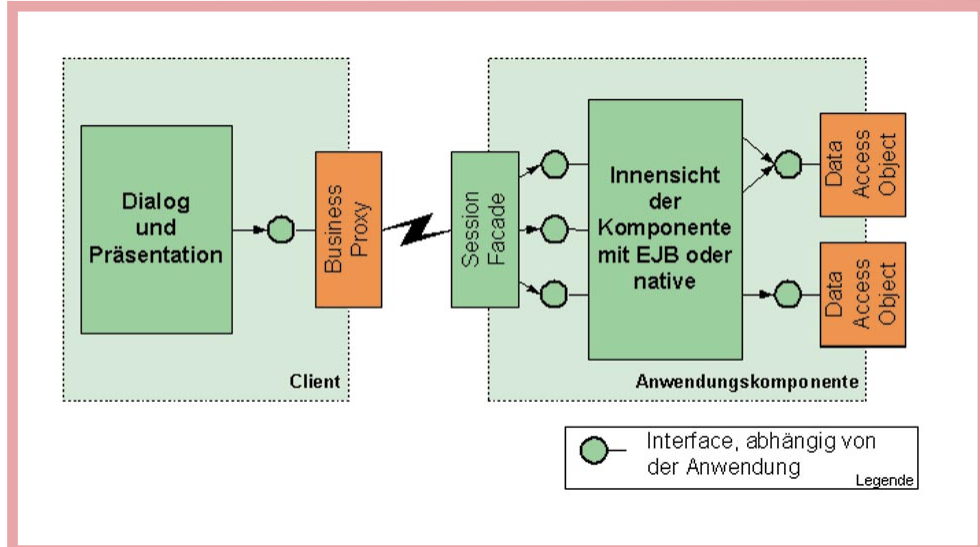 Dialog
und
Präsentation
Business
Proxy
Client
Session
Facade
Innensicht
der
Komponente
mit EJB oder
native
Data
Access
Object
Data
Access
Object
Anwendungskomponente
Interface, abhängig von
der Anwendung
Legende